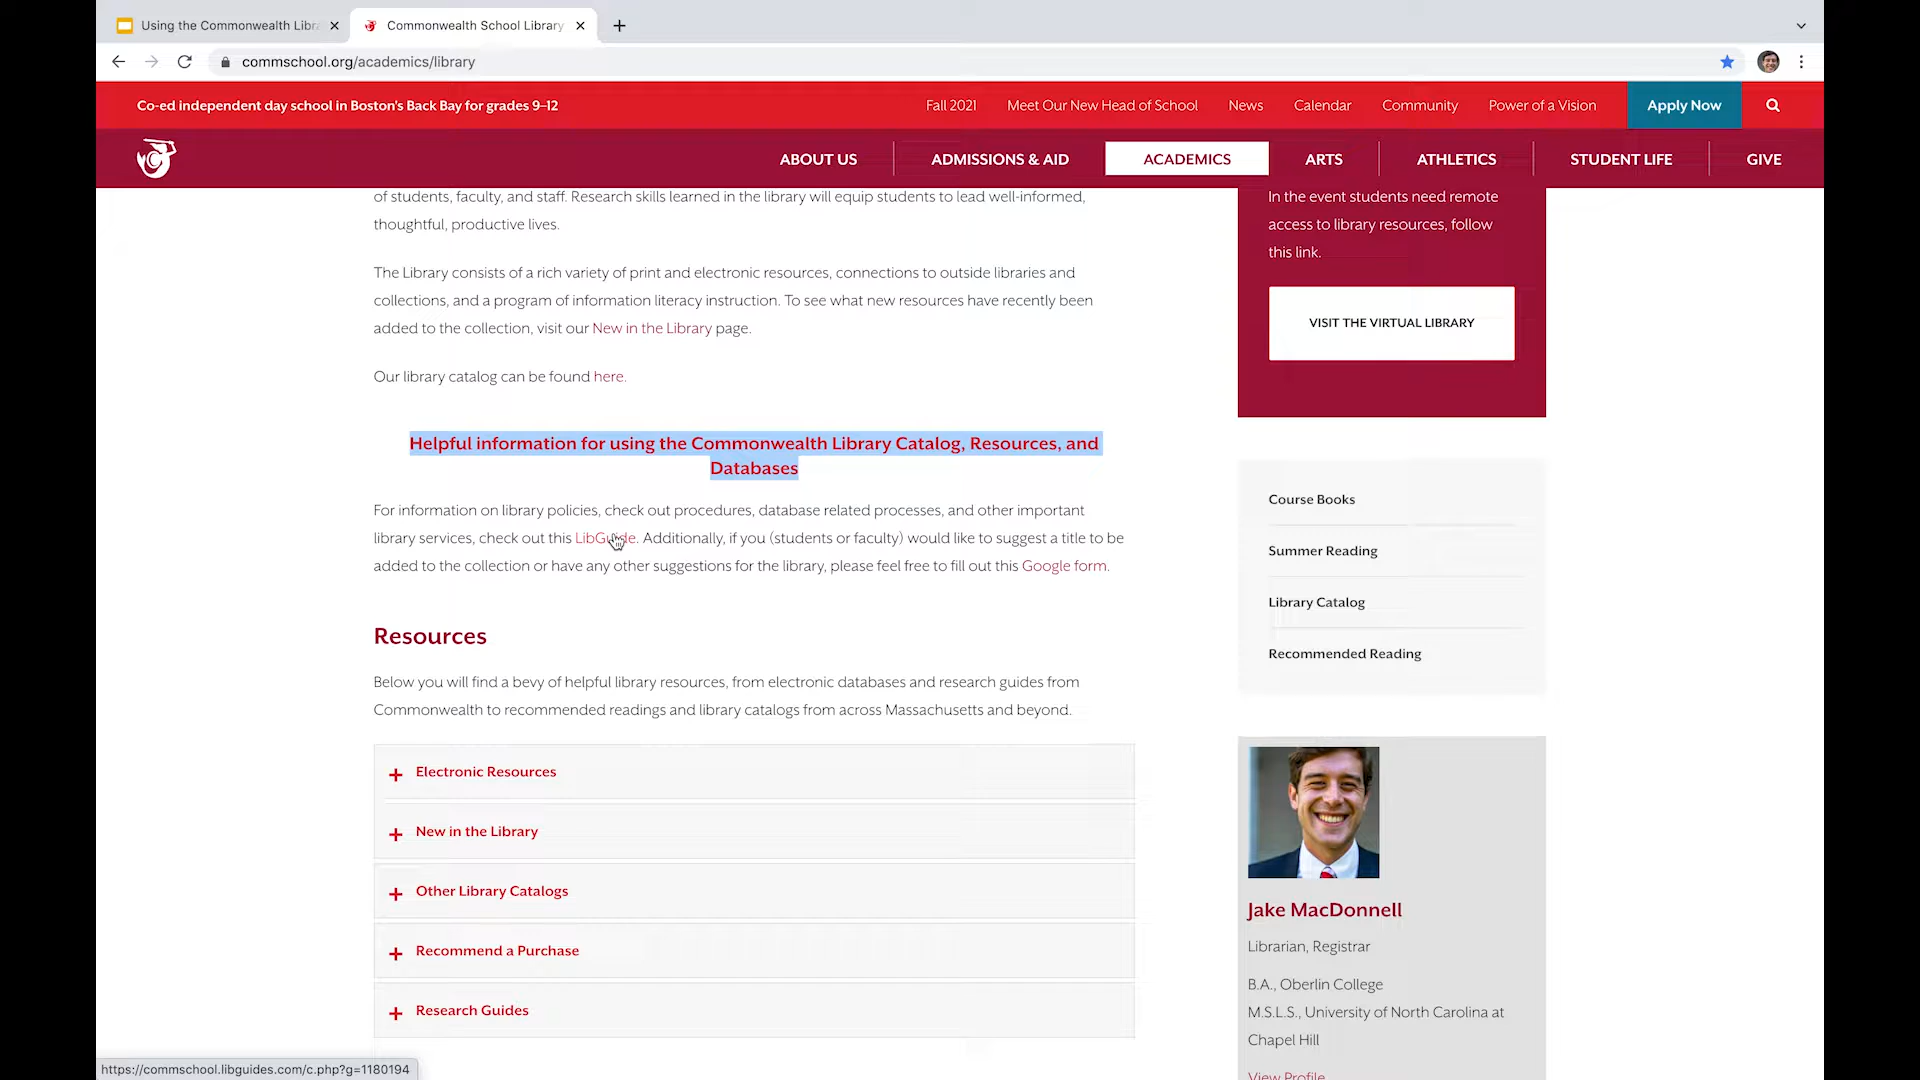 Using the Commonwealth Libr
Commonwealth School Library
commschool.org/academics/library
Co-ed independent day school in Boston's Back Bay for grades 9–12
Fall 2021
Meet Our New Head of School
News
Calendar
Community
Power of a Vision
Apply Now
ABOUT US
ADMISSIONS & AID
ACADEMICS
ARTS
ATHLETICS
STUDENT LIFE
GIVE
of students, faculty, and staff. Research skills learned in the library will equip students to lead well-informed,
thoughtful, productive lives.
The Library consists of a rich variety of print and electronic resources, connections to outside libraries and
collections, and a program of information literacy instruction. To see what new resources have recently been
added to the collection, visit our New in the Library page.
Our library catalog can be found here.
Helpful information for using the Commonwealth Library Catalog, Resources, and
Databases
For information on library policies, check out procedures, database related processes, and other important
library services, check out this LibGuide. Additionally, if you (students or faculty) would like to suggest a title to be
added to the collection or have any other suggestions for the library, please feel free to fill out this Google form.
Resources
Below you will find a bevy of helpful library resources, from electronic databases and research guides from
Commonwealth to recommended readings and library catalogs from across Massachusetts and beyond.
+ Electronic Resources
+ New in the Library
+ Other Library Catalogs
+ Recommend a Purchase
+ Research Guides
In the event students need remote
access to library resources, follow
this link.
VISIT THE VIRTUAL LIBRARY
Course Books
Summer Reading
Library Catalog
Recommended Reading
Jake MacDonnell
Librarian, Registrar
B.A., Oberlin College
M.S.L.S., University of North Carolina at
Chapel Hill
View Profile
https://commschool.libguides.com/c.php?g=1180194